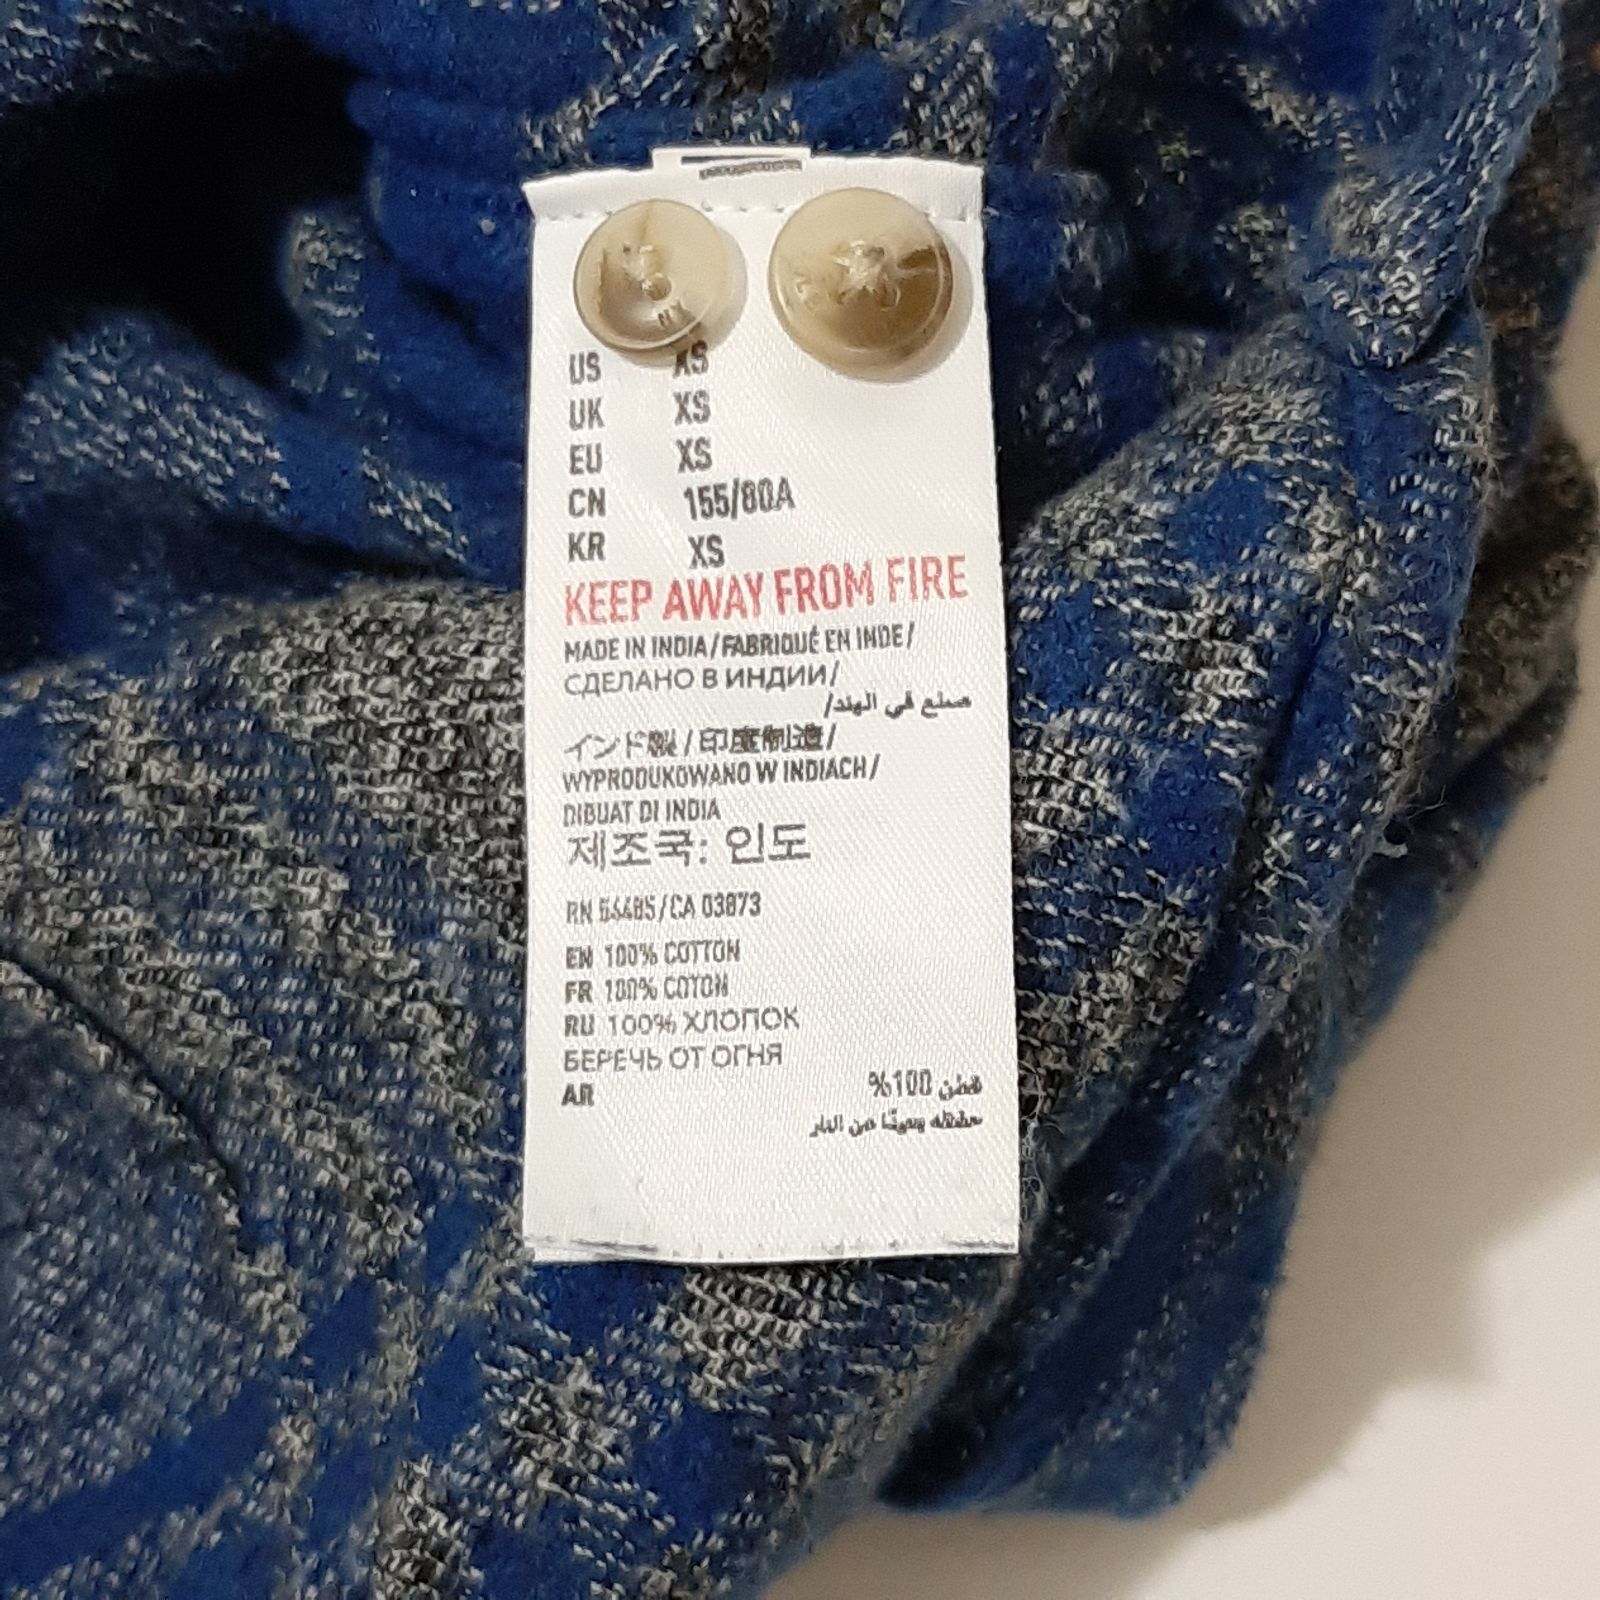 US XS
UK XS
EU XS
CN 155/80A
KR XS
KEEP AWAY FROM FIRE
MADE IN INDIA/FABRIQUÉ EN INDE/
СДЕЛАНО В ИНДИИ/
صنع في الهند/
インド製/印度制造/
WYPRODUKOWANO W INDIACH/
DIBUAT DI INDIA
제조국: 인도
RN 54485/CA 03873
EN 100% COTTON
FR 100% COTON
RU 100% ХЛОПОК
БЕРЕЧЬ ОТ ОГНЯ
AR %100 قطن
من النار